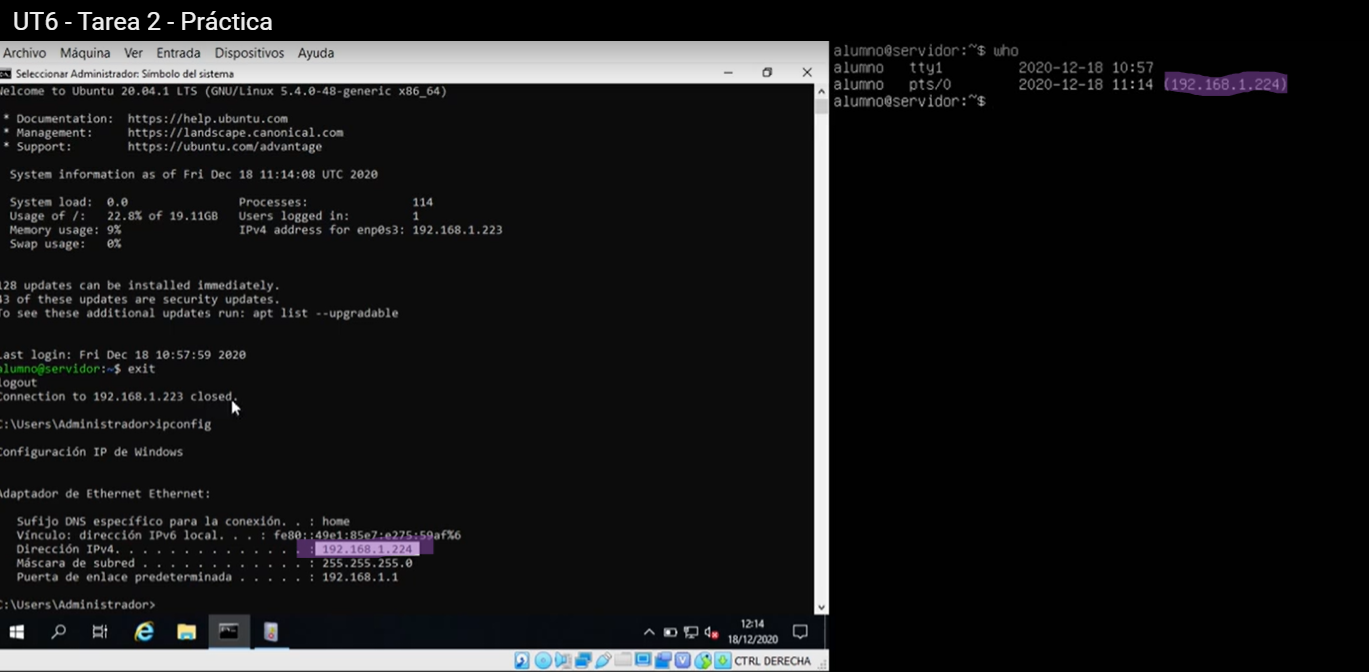 UT6 - Tarea 2 - Práctica
Archivo Máquina Ver Entrada Dispositivos Ayuda
Seleccionar Administrador: Símbolo del sistema
Welcome to Ubuntu 20.04.1 LTS (GNU/Linux 5.4.0-48-generic x86_64)
* Documentation: https://help.ubuntu.com
* Management: https://landscape.canonical.com
* Support: https://ubuntu.com/advantage
System information as of Fri Dec 18 11:14:08 UTC 2020
System load: 0.0 Processes: 114
Usage of /: 22.8% of 19.11GB Users logged in: 1
Memory usage: 9% IPv4 address for enp0s3: 192.168.1.223
Swap usage: 0%
128 updates can be installed immediately.
43 of these updates are security updates.
To see these additional updates run: apt list --upgradable
Last login: Fri Dec 18 10:57:59 2020
alumno@servidor:~$ exit
logout
Connection to 192.168.1.223 closed.
C:\Users\Administrador>ipconfig
Configuración IP de Windows
Adaptador de Ethernet Ethernet:
Sufijo DNS específico para la conexión. . : home
Vínculo: dirección IPv6 local. . . : fe80::49e1:85e7:e275:59af%6
Dirección IPv4. . . . . . . . . . . . . . : 192.168.1.224
Máscara de subred . . . . . . . . . . . . : 255.255.255.0
Puerta de enlace predeterminada . . . . . : 192.168.1.1
C:\Users\Administrador>
12:14
18/12/2020
CTRL DERECHA
alumno@servidor:~$ who
alumno tty1 2020-12-18 10:57
alumno pts/0 2020-12-18 11:14 (192.168.1.224)
alumno@servidor:~$